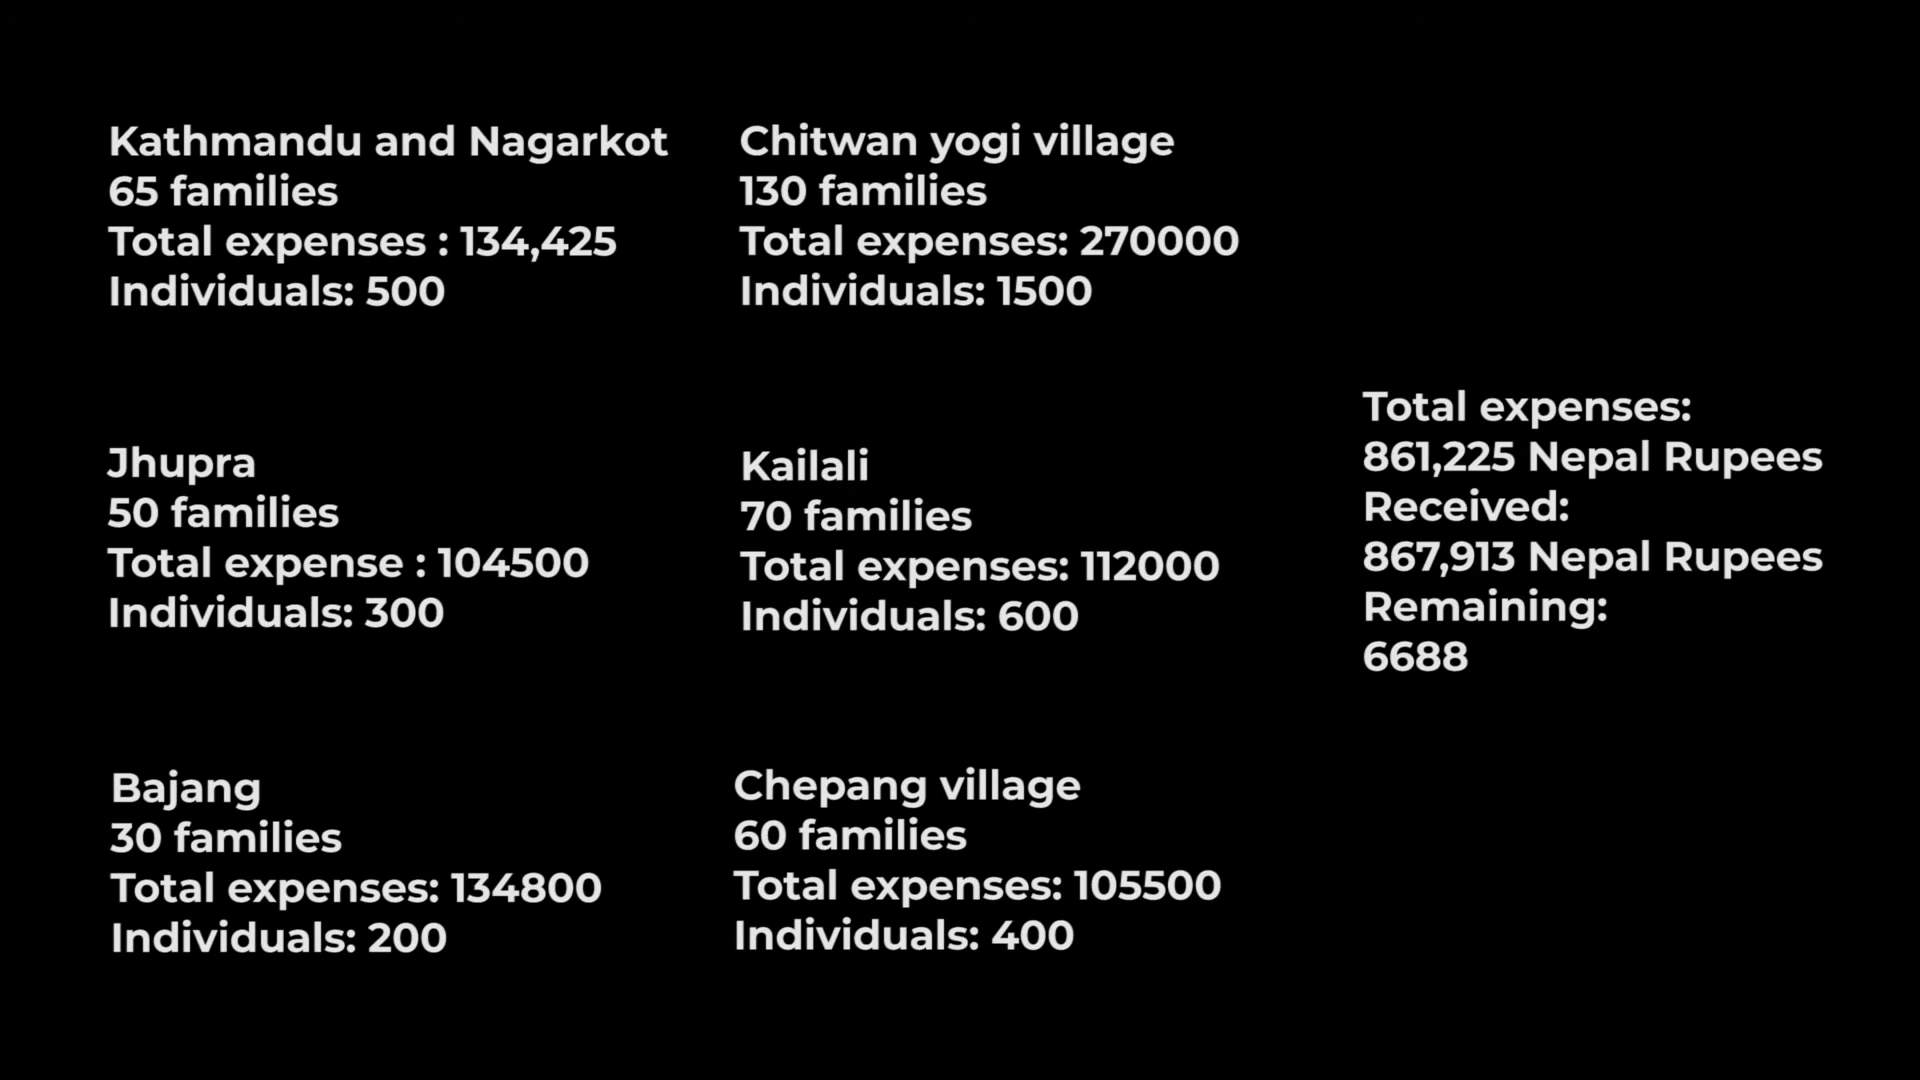 Kathmandu and Nagarkot
65 families
Total expenses : 134,425
Individuals: 500
Jhupra
50 families
Total expense : 104500
Individuals: 300
Bajang
30 families
Total expenses: 134800
Individuals: 200
Chitwan yogi village
130 families
Total expenses: 270000
Individuals: 1500
Kailali
70 families
Total expenses: 112000
Individuals: 600
Chepang village
60 families
Total expenses: 105500
Individuals: 400
Total expenses:
861,225 Nepal Rupees
Received:
867,913 Nepal Rupees
Remaining:
6688